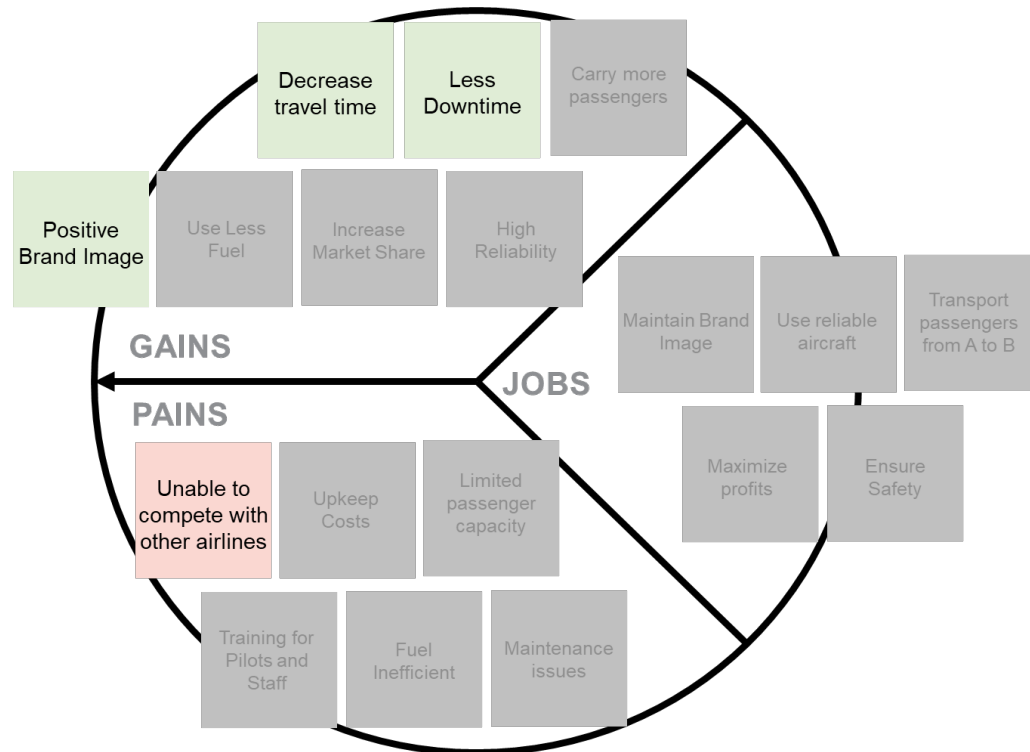 Decrease
travel time
Less
Downtime
Carry more
passengers
Positive
Brand Image
Use Less
Fuel
Increase
Market Share
High
Reliability
GAINS
PAINS
JOBS
Maintain Brand
Image
Use reliable
aircraft
Transport
passengers
from A to B
Maximize
profits
Ensure
Safety
Unable to
compete with
other airlines
Upkeep
Costs
Limited
passenger
capacity
Training for
Pilots and
Staff
Fuel
Inefficient
Maintenance
issues